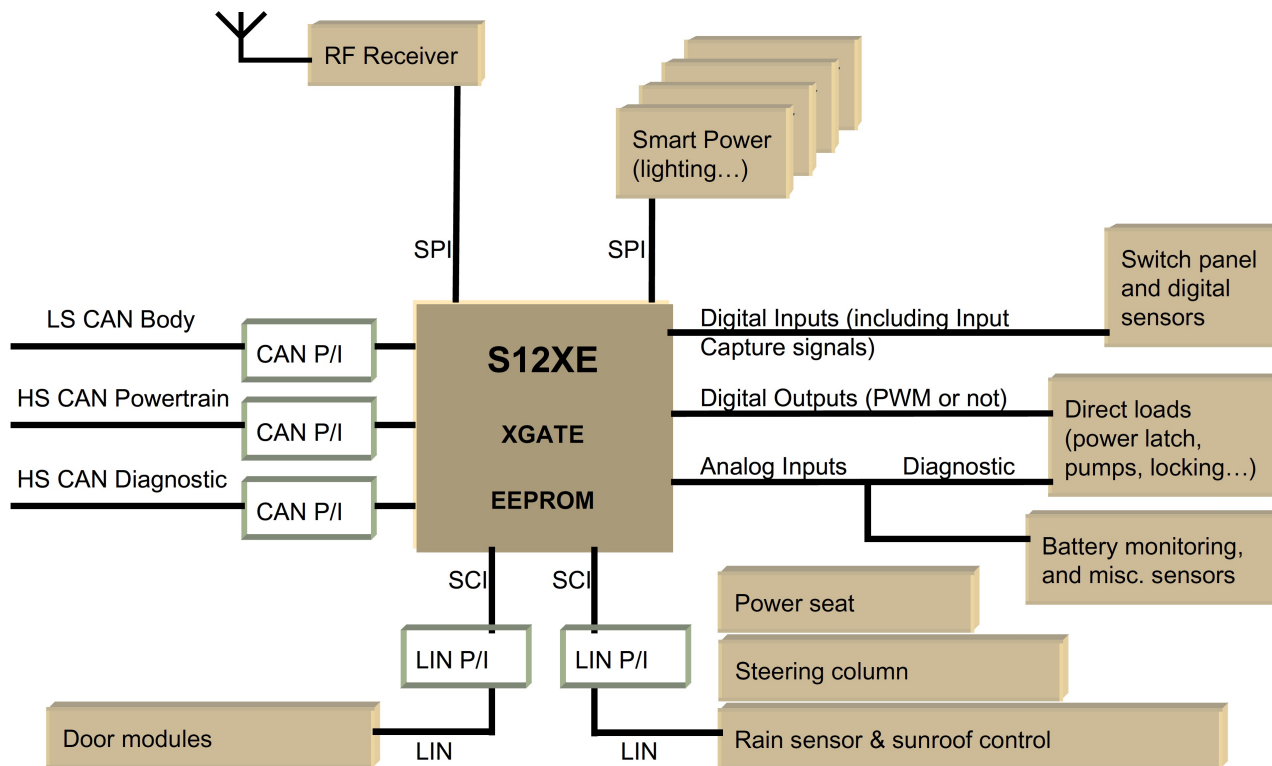 RF Receiver
Smart Power
(lighting…)
SPI
SPI
Switch panel
and digital
sensors
LS CAN Body
CAN P/I
HS CAN Powertrain
CAN P/I
HS CAN Diagnostic
CAN P/I
S12XE
XGATE
EEPROM
Digital Inputs (including Input
Capture signals)
Digital Outputs (PWM or not)
Analog Inputs
Diagnostic
Direct loads
(power latch,
pumps, locking…)
Battery monitoring,
and misc. sensors
SCI
SCI
LIN P/I
LIN P/I
Power seat
Steering column
Door modules
LIN
LIN
Rain sensor & sunroof control